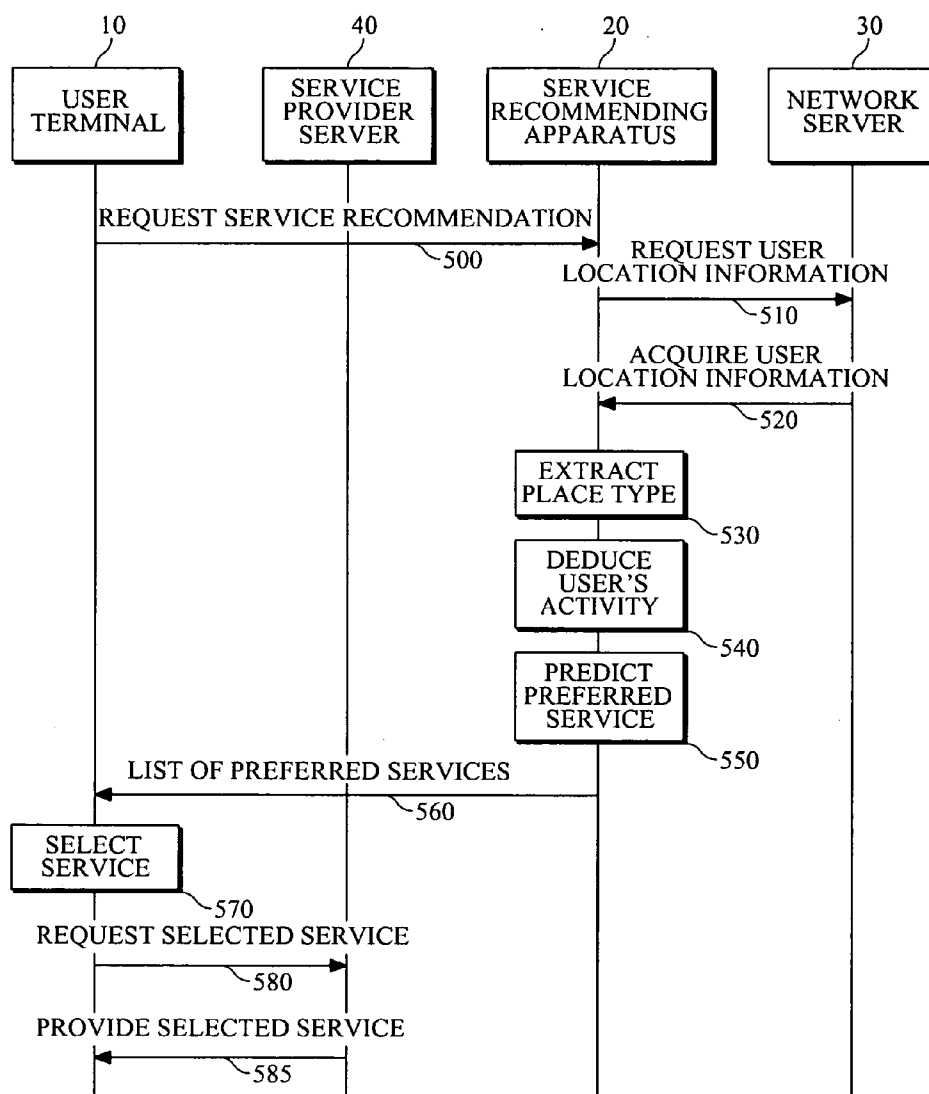 10
40
20
30
USER
TERMINAL
SERVICE
PROVIDER
SERVER
SERVICE
RECOMMENDING
APPARATUS
NETWORK
SERVER
REQUEST SERVICE RECOMMENDATION
500
REQUEST USER
LOCATION INFORMATION
510
ACQUIRE USER
LOCATION INFORMATION
520
EXTRACT
PLACE TYPE
530
DEDUCE
USER'S
ACTIVITY
540
PREDICT
PREFERRED
SERVICE
550
LIST OF PREFERRED SERVICES
560
SELECT
SERVICE
570
REQUEST SELECTED SERVICE
580
PROVIDE SELECTED SERVICE
585